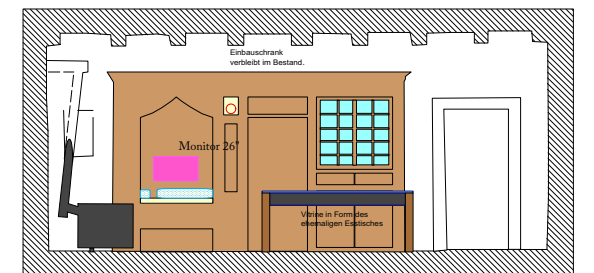 Einbauschrank
verbleibt im Bestand.
Monitor 26"
Vitrine in Form des
ehemaligen Esstisches